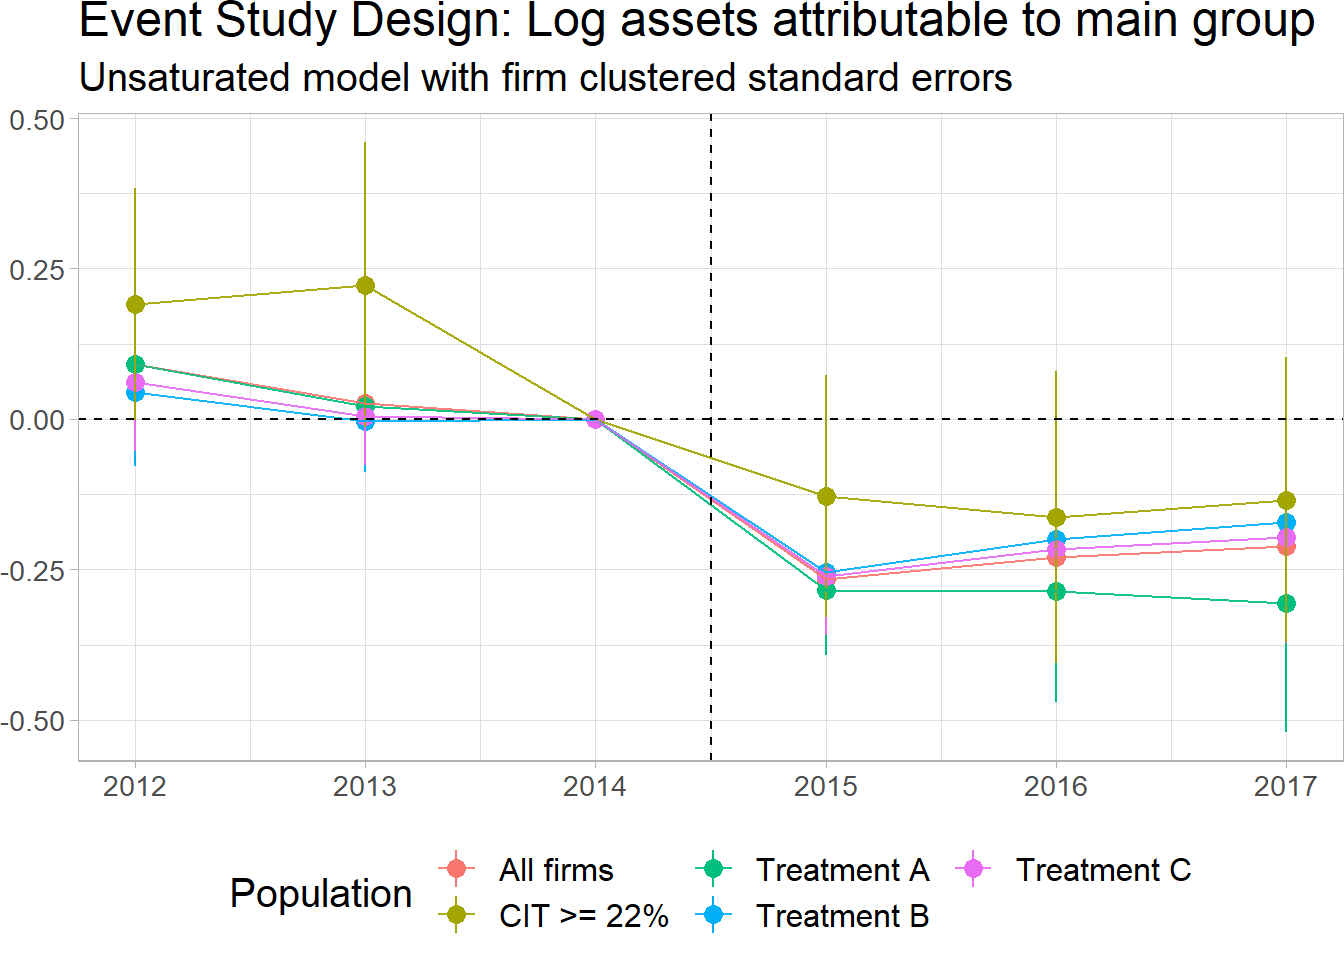 Event Study Design: Log assets attributable to main group
Unsaturated model with firm clustered standard errors
0.50
0.25
0.00
-0.25
-0.50
2012 2013 2014 2015 2016 2017
Population
All firms Treatment A Treatment C
CIT >= 22% Treatment B